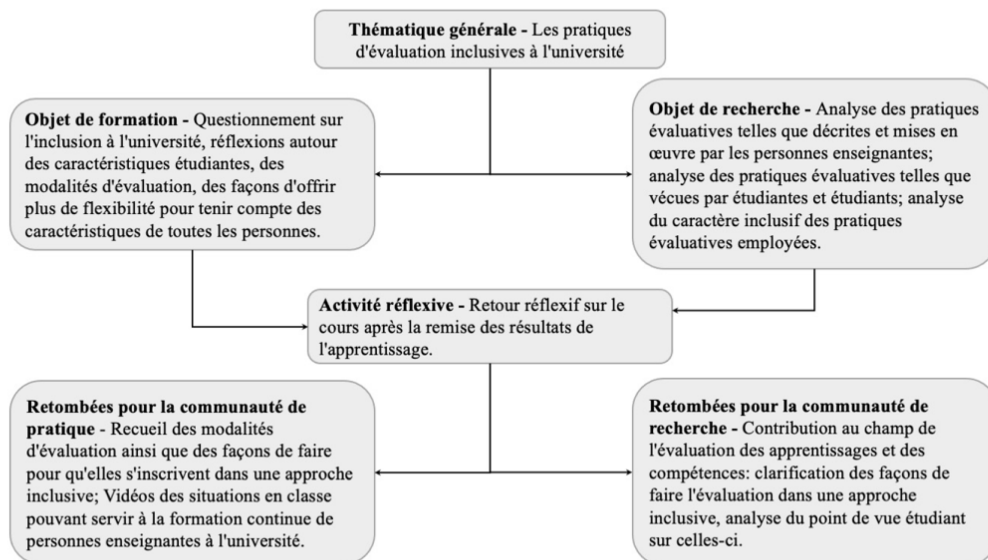 Thématique générale - Les pratiques
d'évaluation inclusives à l'université
Objet de formation - Questionnement sur
l'inclusion à l'université, réflexions autour
des caractéristiques étudiantes, des
modalités d'évaluation, des façons d'offrir
plus de flexibilité pour tenir compte des
caractéristiques de toutes les personnes.
Objet de recherche - Analyse des pratiques
évaluatives telles que décrites et mises en
œuvre par les personnes enseignantes;
analyse des pratiques évaluatives telles que
vécues par étudiantes et étudiants; analyse
du caractère inclusif des pratiques
évaluatives employées.
Activité réflexive - Retour réflexif sur le
cours après la remise des résultats de
l'apprentissage.
Retombées pour la communauté de
pratique - Recueil des modalités
d'évaluation ainsi que des façons de faire
pour qu'elles s'inscrivent dans une approche
inclusive; Vidéos des situations en classe
pouvant servir à la formation continue de
personnes enseignantes à l'université.
Retombées pour la communauté de
recherche - Contribution au champ de
l'évaluation des apprentissages et des
compétences: clarification des façons de
faire l'évaluation dans une approche
inclusive, analyse du point de vue étudiant
sur celles-ci.